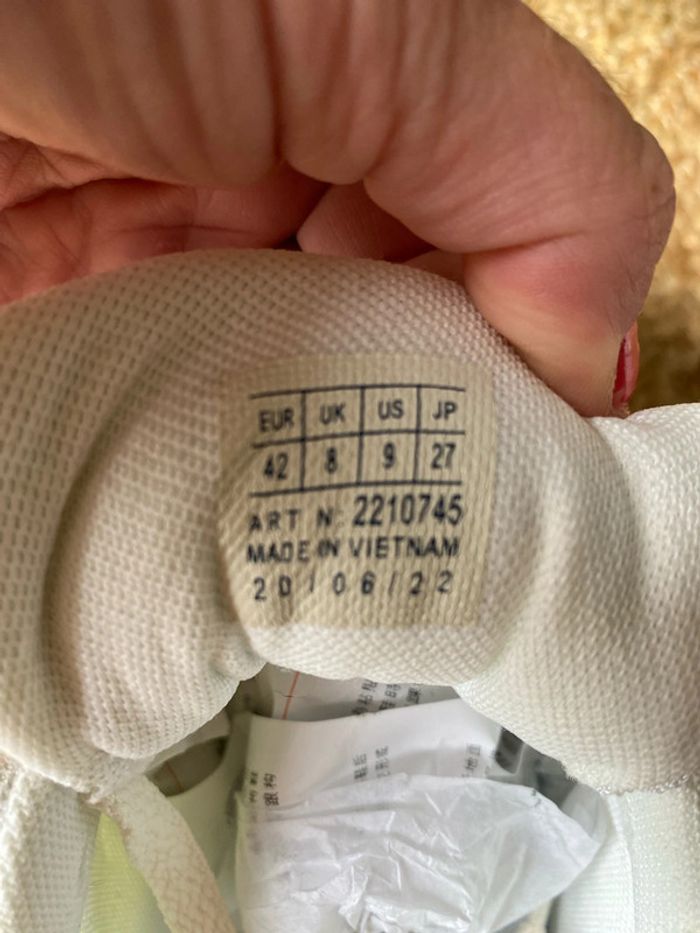 EUR UK US JP
42 8 9 27
ART N: 2210745
MADE IN VIETNAM
20/06/22